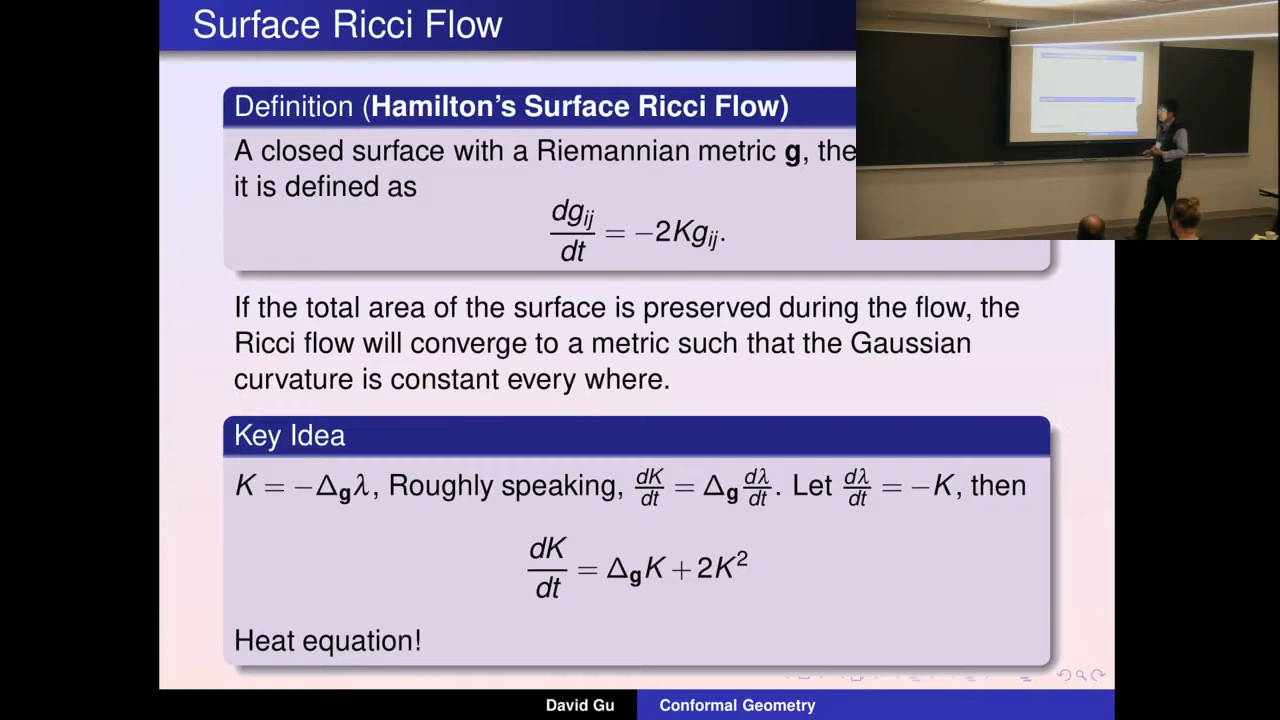 Surface Ricci Flow
Definition (Hamilton's Surface Ricci Flow)
A closed surface with a Riemannian metric g, the
it is defined as
dg_ij/dt = −2Kg_ij.
If the total area of the surface is preserved during the flow, the
Ricci flow will converge to a metric such that the Gaussian
curvature is constant every where.
Key Idea
K = −Δ_g λ, Roughly speaking, dK/dt = Δ_g dλ/dt. Let dλ/dt = −K, then
dK/dt = Δ_g K + 2K²
Heat equation!
David Gu
Conformal Geometry